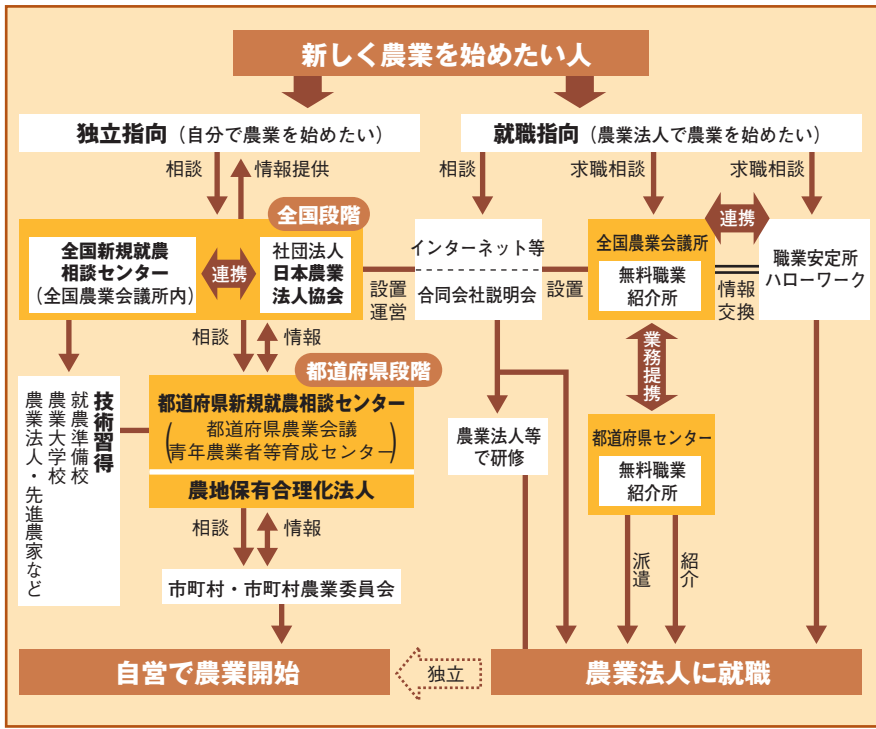 新しく農業を始めたい人
独立指向（自分で農業を始めたい）
就職指向（農業法人で農業を始めたい）
相談
情報提供
相談
求職相談
求職相談
全国段階
連携
全国新規就農
相談センター
（全国農業会議所内）
連携
社団法人
日本農業
法人協会
設置
運営
インターネット等
合同会社説明会
設置
全国農業会議所
無料職業
紹介所
情報
交換
職業安定所
ハローワーク
相談
情報
業務提携
都道府県段階
技術習得
就農準備校
農業大学校
農業法人・先進農家など
都道府県新規就農相談センター
（都道府県農業会議
青年農業者等育成センター）
農地保有合理化法人
農業法人等
で研修
都道府県センター
無料職業
紹介所
相談
情報
派遣
紹介
市町村・市町村農業委員会
自営で農業開始
独立
農業法人に就職